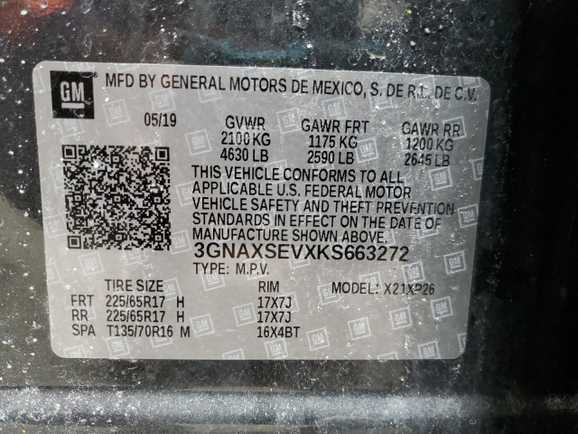 GM
MFD BY GENERAL MOTORS DE MEXICO, S. DE R.L. DE C.V.
05/19 GVWR GAWR FRT GAWR RR
2100 KG 1175 KG 1200 KG
4630 LB 2590 LB 2645 LB
THIS VEHICLE CONFORMS TO ALL
APPLICABLE U.S. FEDERAL MOTOR
VEHICLE SAFETY AND THEFT PREVENTION
STANDARDS IN EFFECT ON THE DATE OF
MANUFACTURE SHOWN ABOVE.
3GNAXSEVXKS663272
TYPE: M.P.V. MODEL: X21XP26
TIRE SIZE RIM
FRT 225/65R17 H 17X7J
RR 225/65R17 H 17X7J
SPA T135/70R16 M 16X4BT